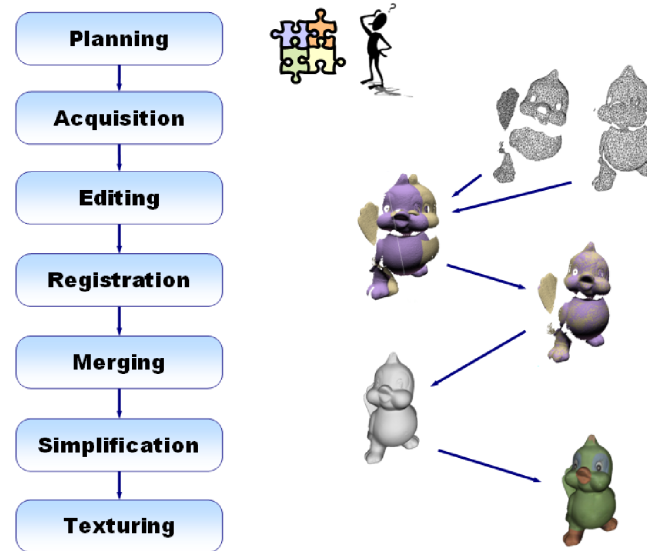 Planning
Acquisition
Editing
Registration
Merging
Simplification
Texturing
?